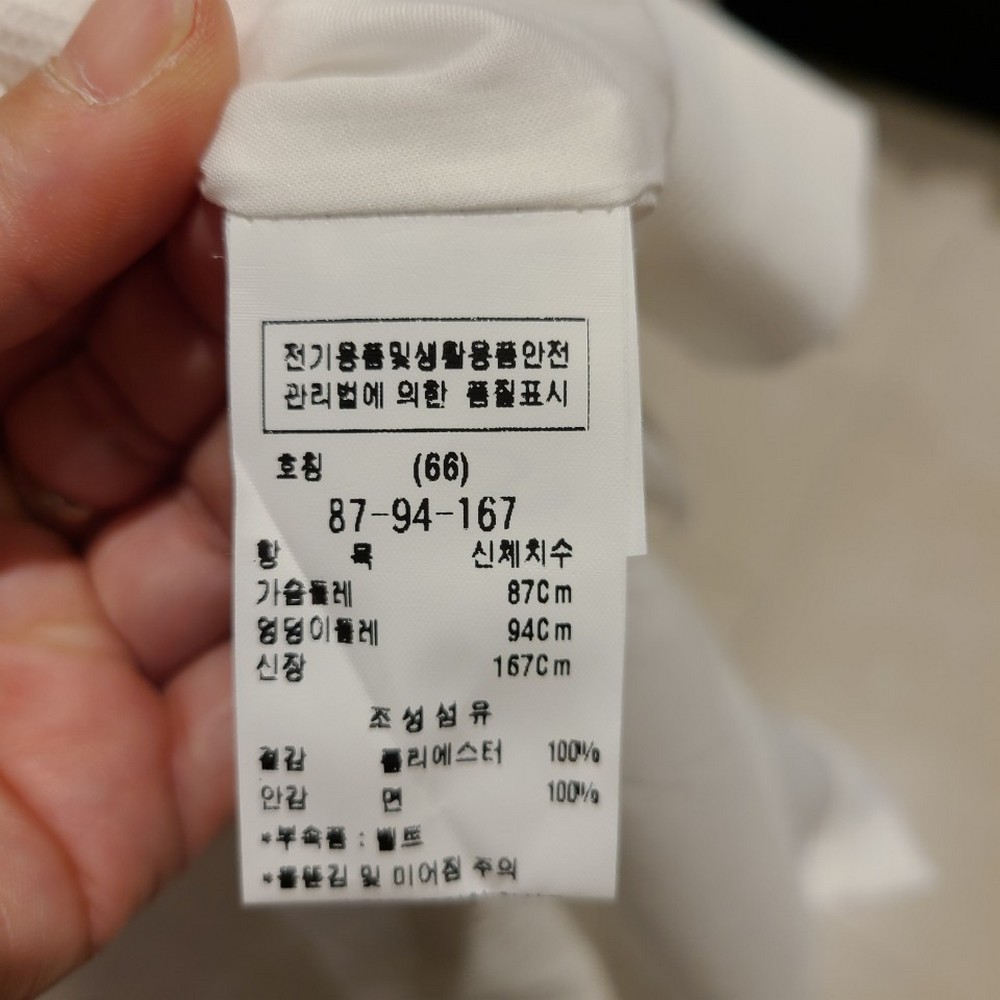 전기용품및생활용품안전
관리법에 의한 품질표시
호칭 (66)
87-94-167
항 목 신체치수
가슴둘레 87Cm
엉덩이둘레 94Cm
신장 167Cm
조성섬유
겉감 폴리에스터 100%
안감 면 100%
*부속품 : 벨트
*올뜯김 및 미어짐 주의